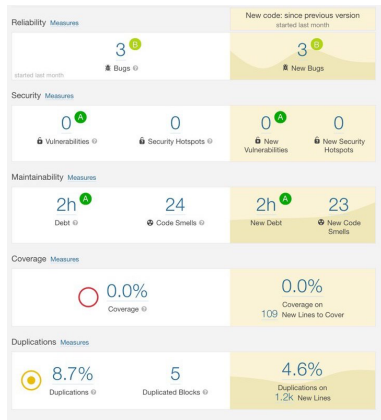 Reliability Measures
New code: since previous version
started last month
3 B
Bugs
started last month
3 B
New Bugs
Security Measures
0 A
Vulnerabilities
0
Security Hotspots
0 A
New
Vulnerabilities
0
New Security
Hotspots
Maintainability Measures
2h A
Debt
24
Code Smells
2h A
New Debt
23
New Code
Smells
Coverage Measures
0.0%
Coverage
0.0%
Coverage on
109 New Lines to Cover
Duplications Measures
8.7%
Duplications
5
Duplicated Blocks
4.6%
Duplications on
1.2k New Lines